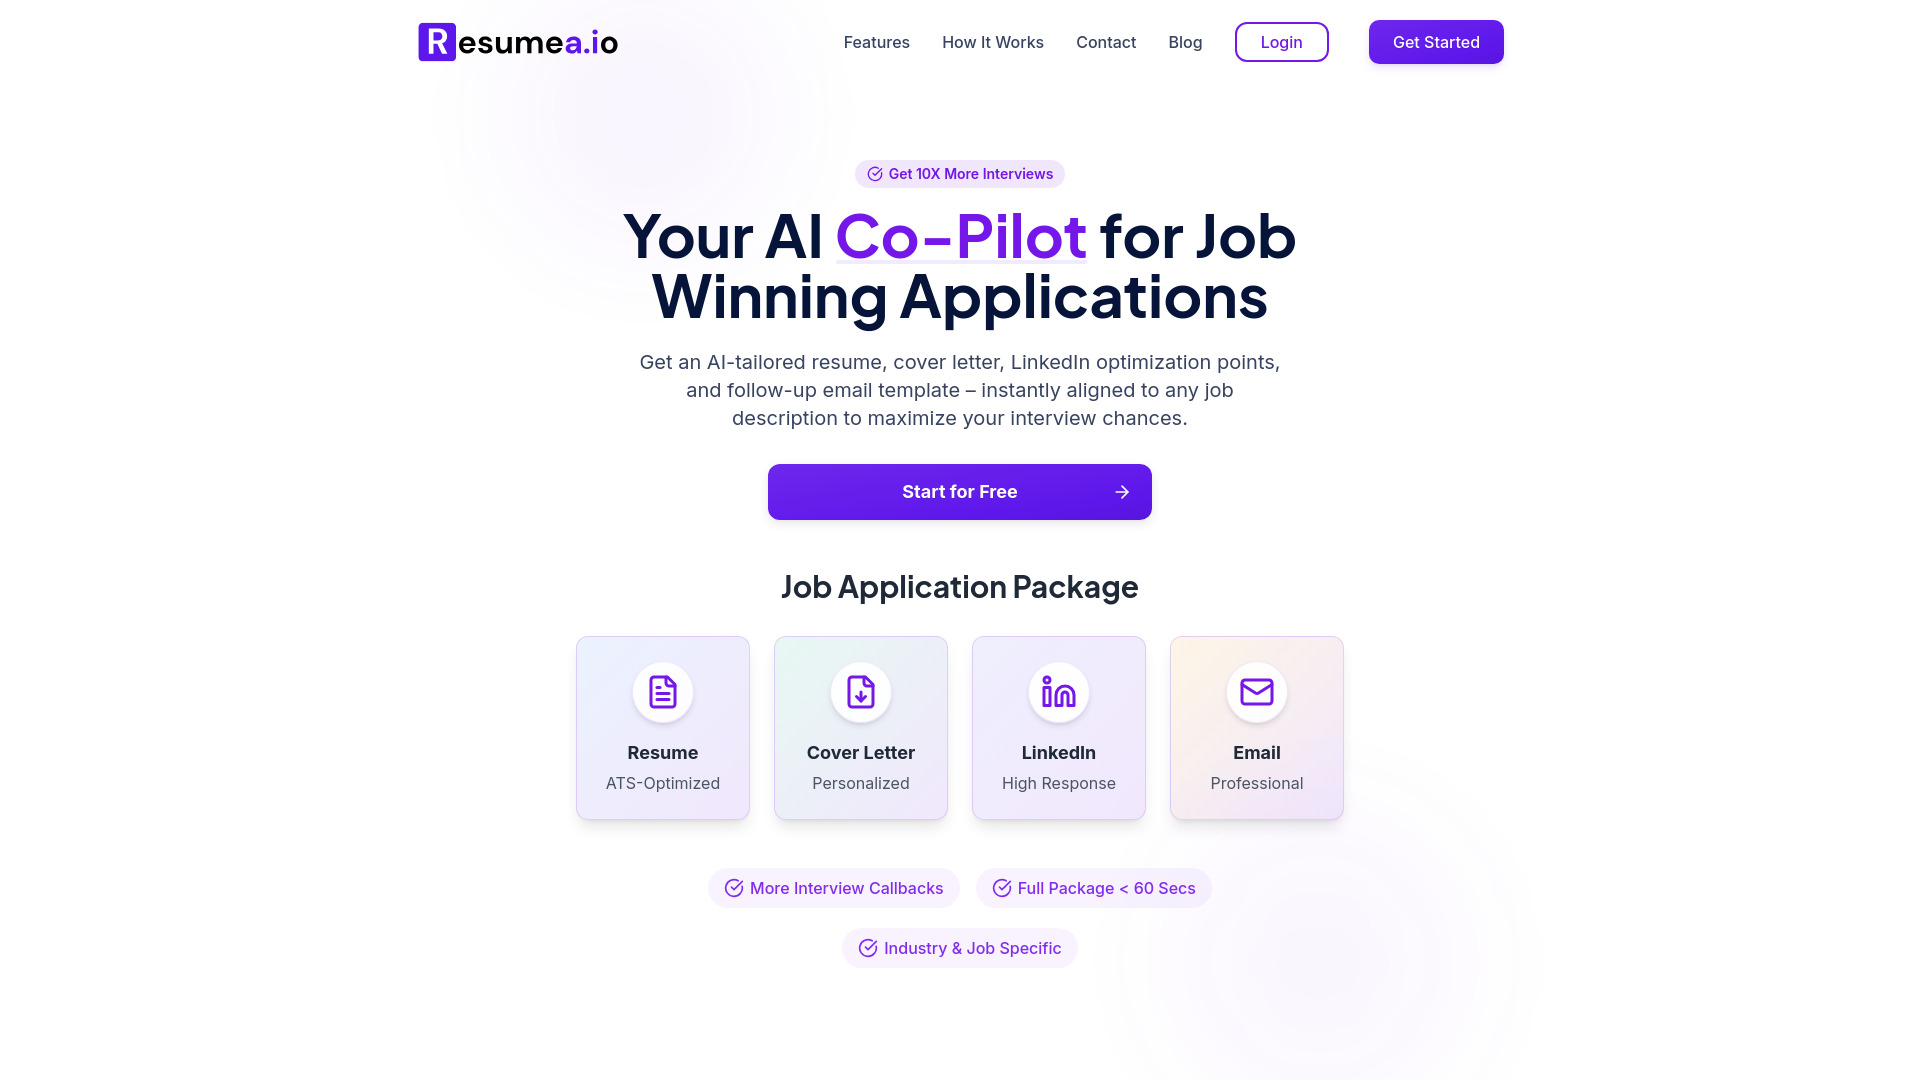 Resumea.io
Features
How It Works
Contact
Blog
Login
Get Started
Get 10X More Interviews
Your AI Co-Pilot for Job
Winning Applications
Get an AI-tailored resume, cover letter, LinkedIn optimization points,
and follow-up email template – instantly aligned to any job
description to maximize your interview chances.
Start for Free
Job Application Package
Resume
ATS-Optimized
Cover Letter
Personalized
LinkedIn
High Response
Email
Professional
More Interview Callbacks
Full Package < 60 Secs
Industry & Job Specific